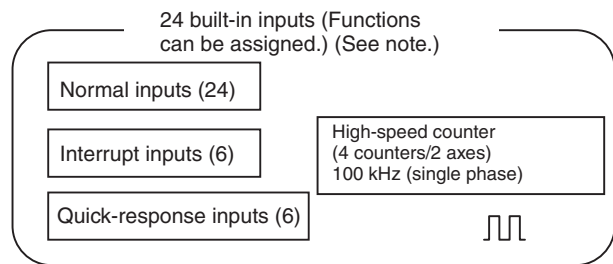 24 built-in inputs (Functions
can be assigned.) (See note.)
Normal inputs (24)
Interrupt inputs (6)
Quick-response inputs (6)
High-speed counter
(4 counters/2 axes)
100 kHz (single phase)